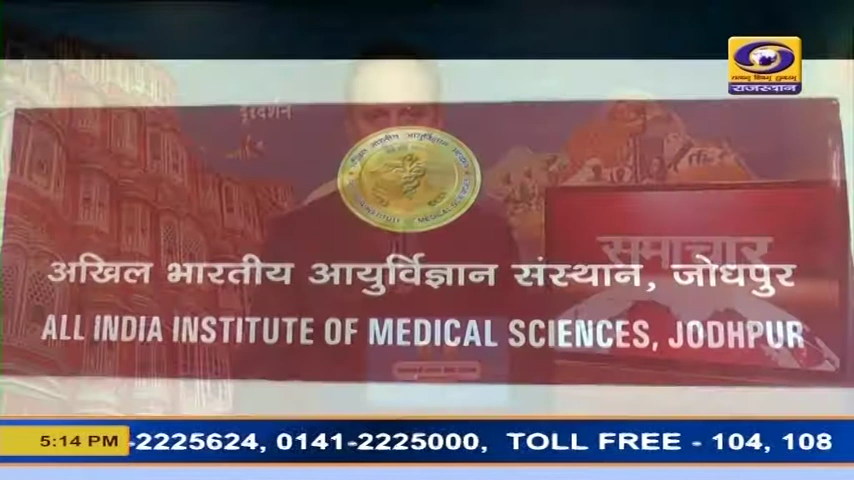 राजस्थान
दूरदर्शन
अखिल भारतीय आयुर्विज्ञान संस्थान, जोधपुर
समाचार
ALL INDIA INSTITUTE OF MEDICAL SCIENCES, JODHPUR
5:14 PM -2225624, 0141-2225000, TOLL FREE - 104, 108